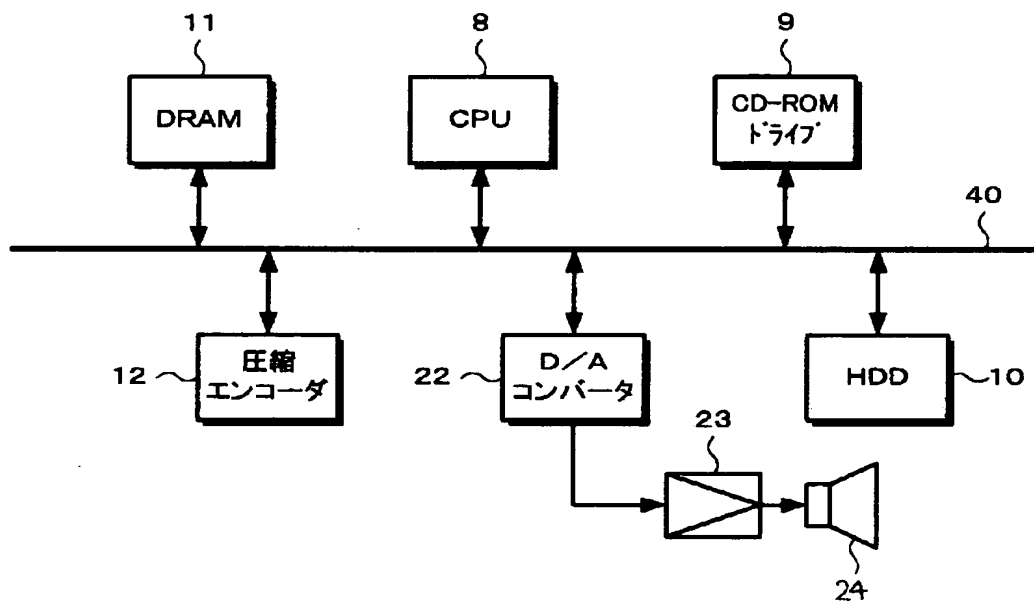 11
8
9
DRAM
CPU
CD-ROM
ドライブ
40
12
圧縮
エンコーダ
22
D/A
コンバータ
HDD
10
23
24